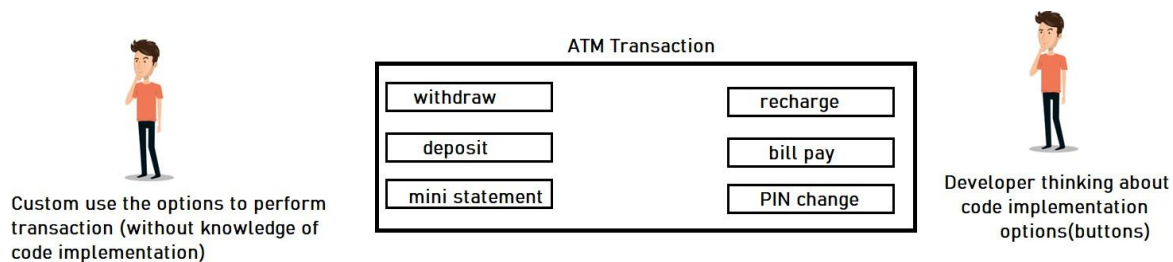 ATM Transaction
withdraw
deposit
mini statement
recharge
bill pay
PIN change
Custom use the options to perform
transaction (without knowledge of
code implementation)
Developer thinking about
code implementation
options(buttons)